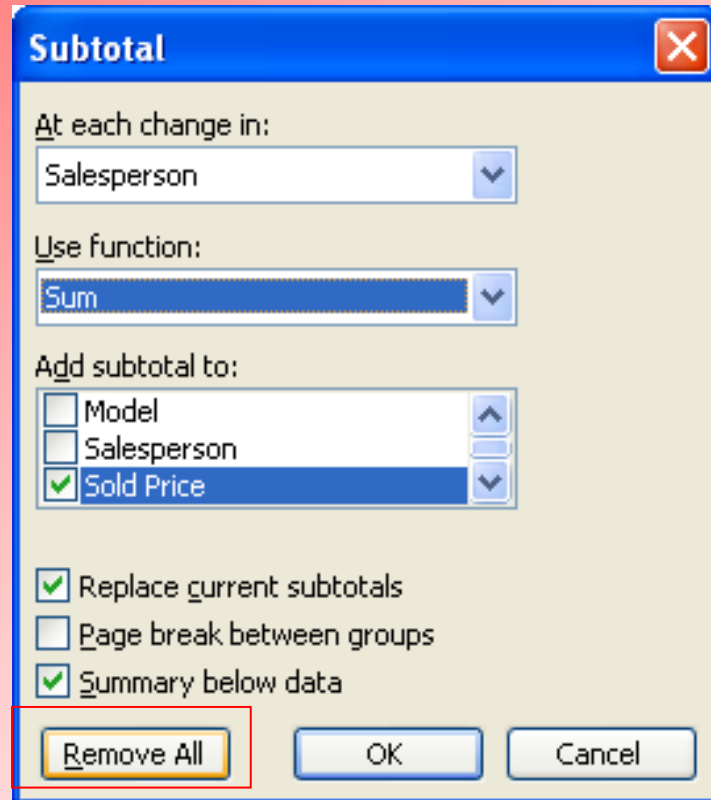 Subtotal
At each change in:
Salesperson
Use function:
Sum
Add subtotal to:
Model
Salesperson
Sold Price
Replace current subtotals
Page break between groups
Summary below data
Remove All OK Cancel